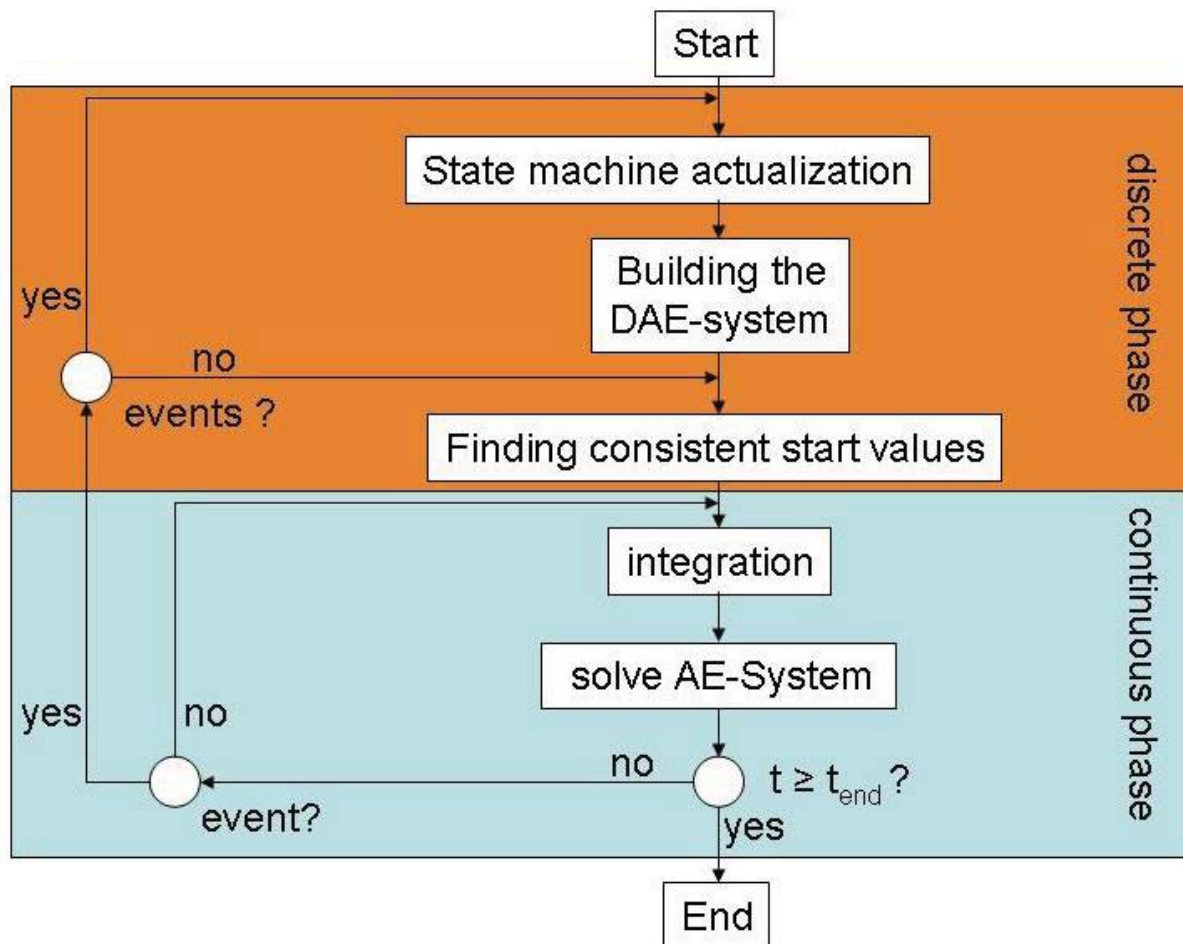 Start
State machine actualization
discrete phase
Building the
DAE-system
yes
no
events ?
Finding consistent start values
continuous phase
integration
solve AE-System
yes
no
no
t ≥ tend ?
event?
yes
End